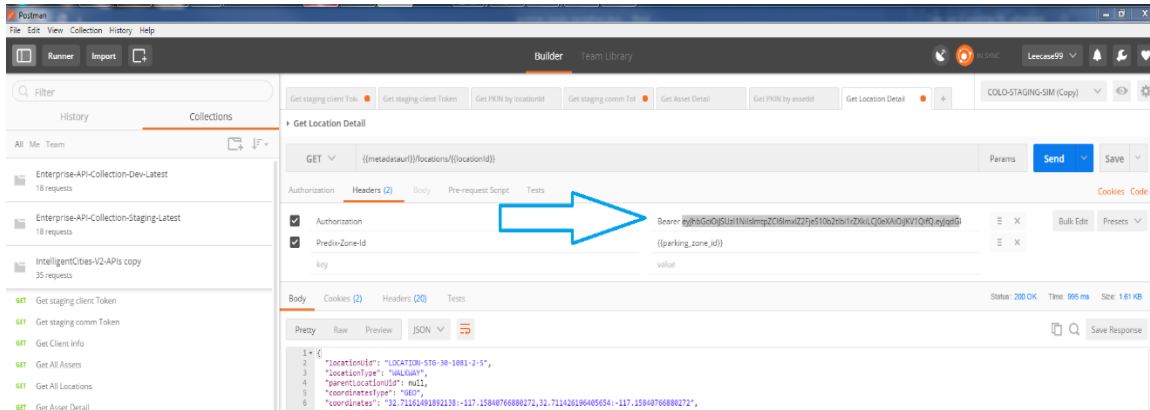 Postman
File Edit View Collection History Help
Runner Import Builder Team Library IN SYNC Leecase99
Filter
History Collections
All Me Team
Enterprise-API-Collection-Dev-Latest
18 requests
Enterprise-API-Collection-Staging-Latest
18 requests
IntelligentCities-V2-APIs copy
35 requests
GET Get staging client Token
GET Get staging comm Token
GET Get Client info
GET Get All Assets
GET Get All Locations
GET Get Asset Detail
Get staging client Tok Get staging client Token Get PKIN by locationId Get staging comm Tok Get Asset Detail Get PKIN by assetId Get Location Detail + COLO-STAGING-SIM (Copy)
Get Location Detail
GET {{metadataurl}}/locations/{{locationId}} Params Send Save
Authorization Headers (2) Body Pre-request Script Tests Cookies Code
Authorization Bearer Bulk Edit Presets
Predix-Zone-Id {{parking_zone_id}}
key value
Body Cookies (2) Headers (20) Tests Status: 200 OK Time: 995 ms Size: 1.61 KB
Pretty Raw Preview JSON Save Response
1 {
2 "locationUid": "LOCATION-STG-30-1081-2-S",
3 "locationType": "WALKWAY",
4 "parentLocationUid": null,
5 "coordinatesType": "GEO",
6 "coordinates": "32.71161491892138:-117.15840766880272,32.711426196405654:-117.15840766880272",